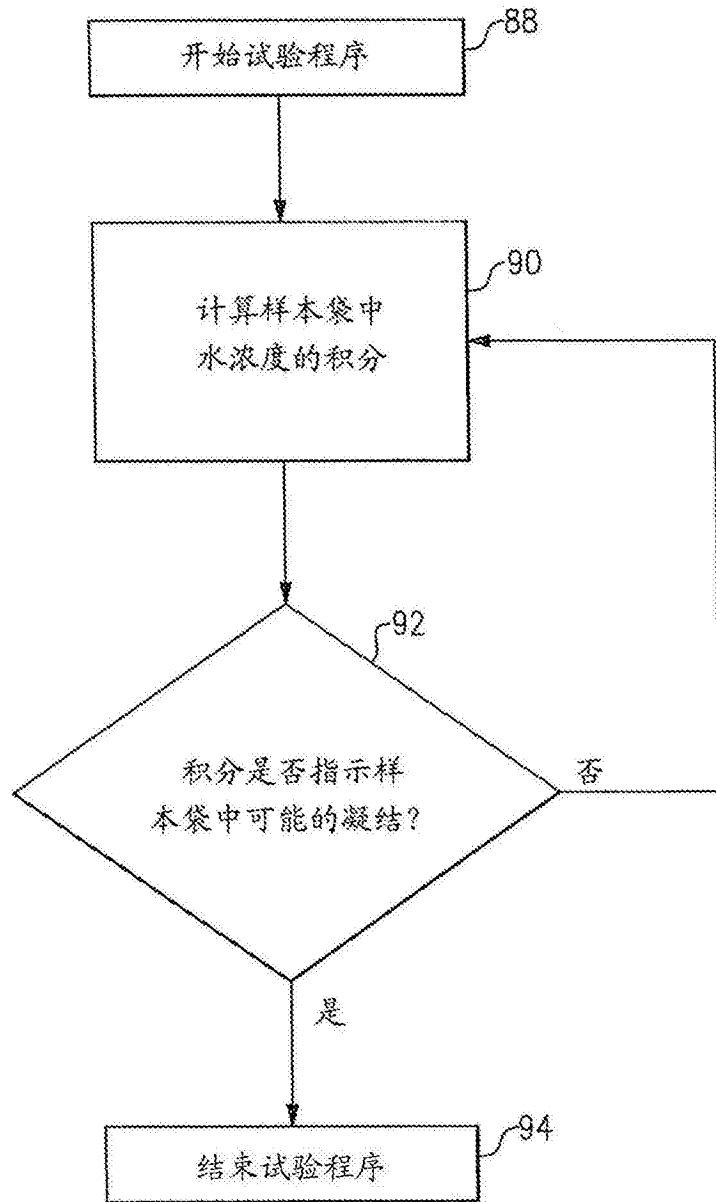 88
开始试验程序
90
计算样本袋中
水浓度的积分
92
积分是否指示样
本袋中可能的凝结?
否
是
94
结束试验程序